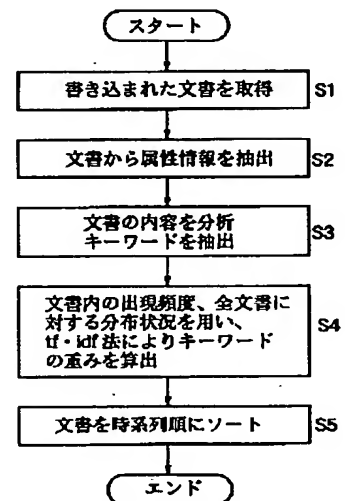 スタート
書き込まれた文書を取得 S1
文書から属性情報を抽出 S2
文書の内容を分析
キーワードを抽出 S3
文書内の出現頻度、全文書に
対する分布状況を用い、
tf・idf法によりキーワード
の重みを算出 S4
文書を時系列順にソート S5
エンド